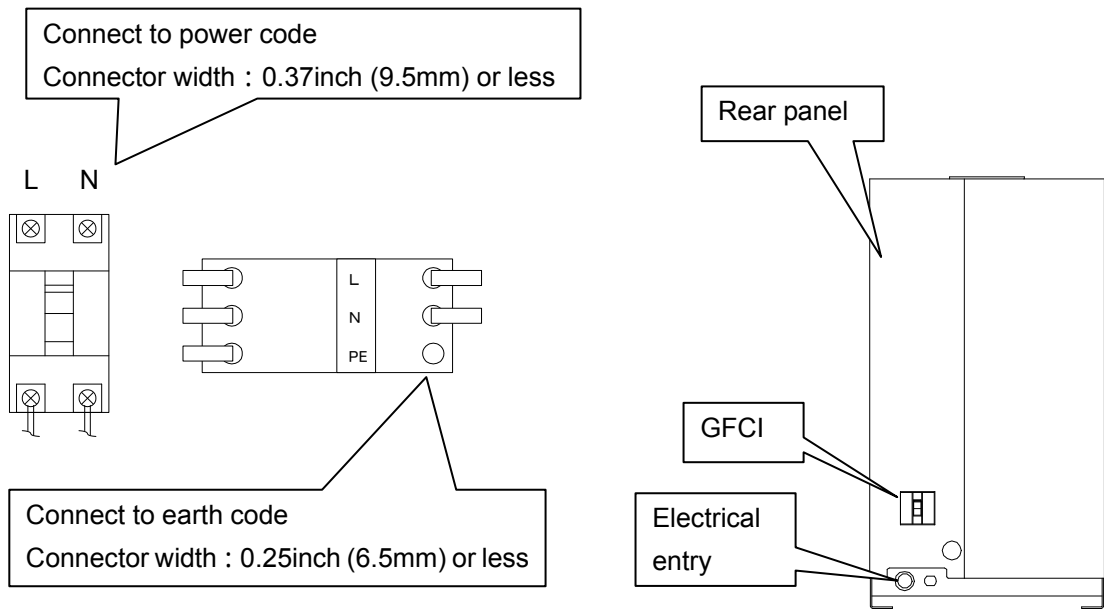 Connect to power code
Connector width : 0.37inch (9.5mm) or less
Rear panel
L N
L
N
PE
GFCI
Connect to earth code
Connector width : 0.25inch (6.5mm) or less
Electrical
entry